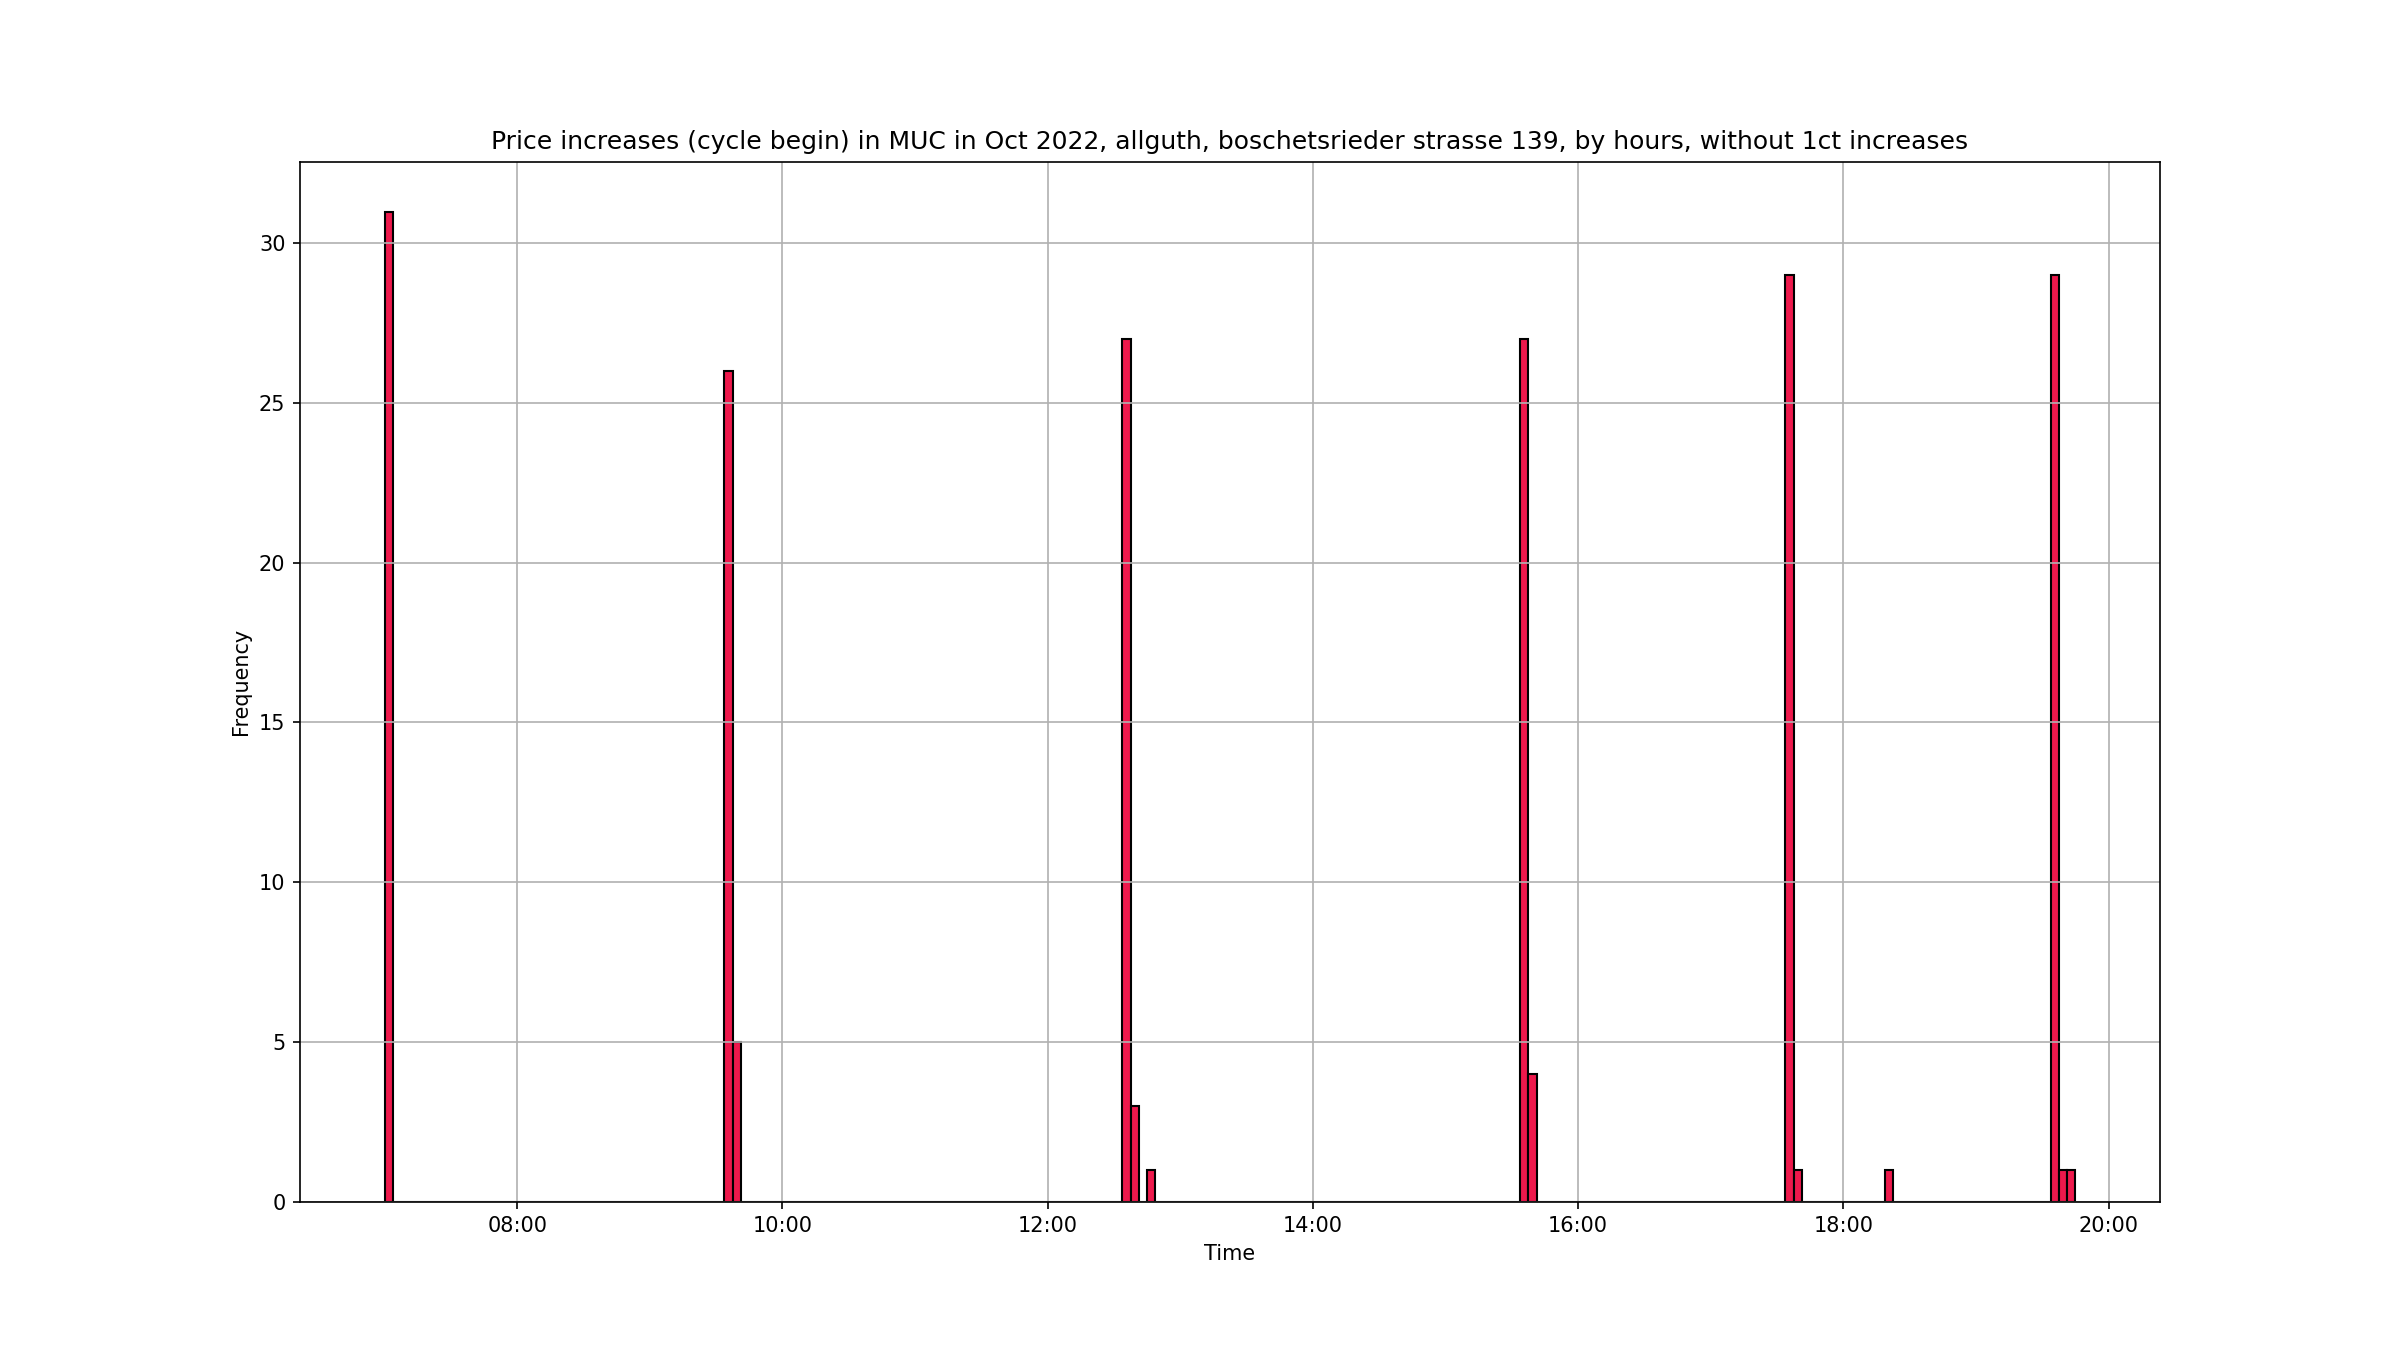 Price increases (cycle begin) in MUC in Oct 2022, allguth, boschetsrieder strasse 139, by hours, without 1ct increases
30
25
20
15
10
5
0
Frequency
08:00 10:00 12:00 14:00 16:00 18:00 20:00
Time